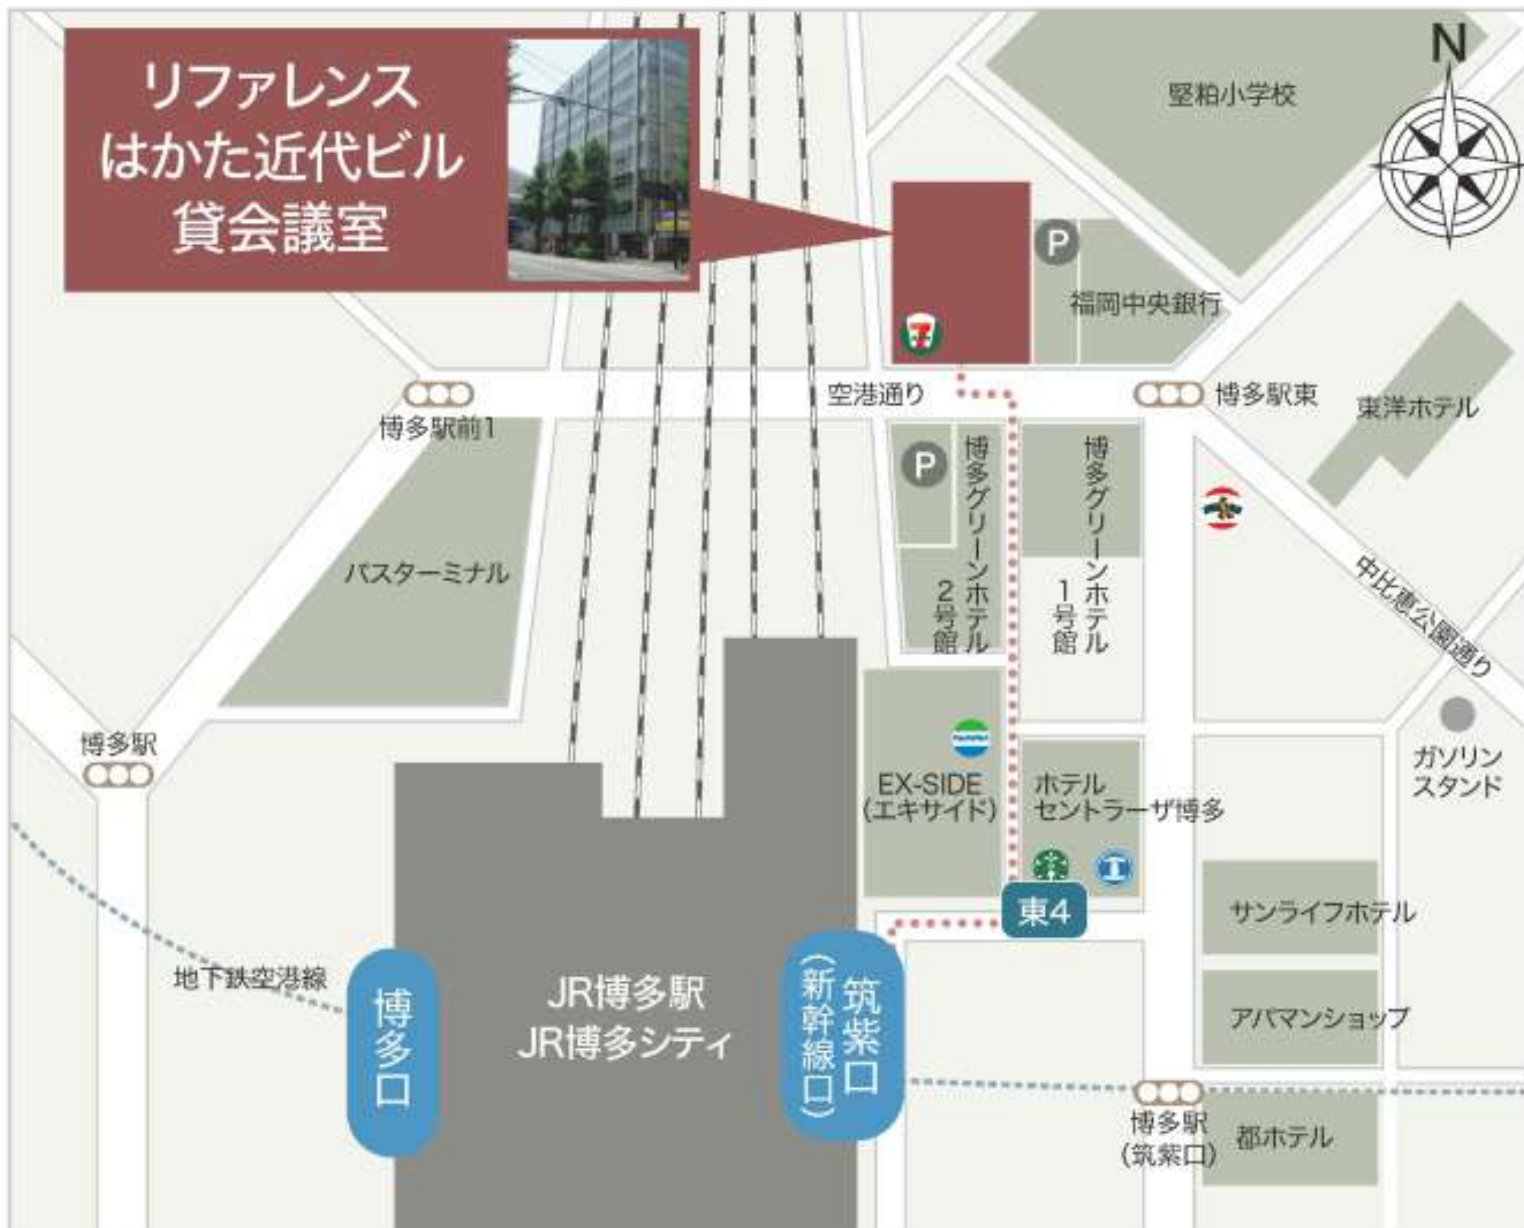 リファレンス
はかた近代ビル
貸会議室
N
堅粕小学校
P
福岡中央銀行
7
空港通り
博多駅東
博多駅前1
東洋ホテル
P
博多グリーンホテル
2号館
博多グリーンホテル
1号館
バスターミナル
中比恵公園通り
博多駅
ガソリン
スタンド
EX-SIDE
(エキサイド)
ホテル
セントラーザ博多
東4
サンライフホテル
地下鉄空港線
博多口
JR博多駅
JR博多シティ
筑紫口
(新幹線口)
アパマンショップ
博多駅
(筑紫口)
都ホテル